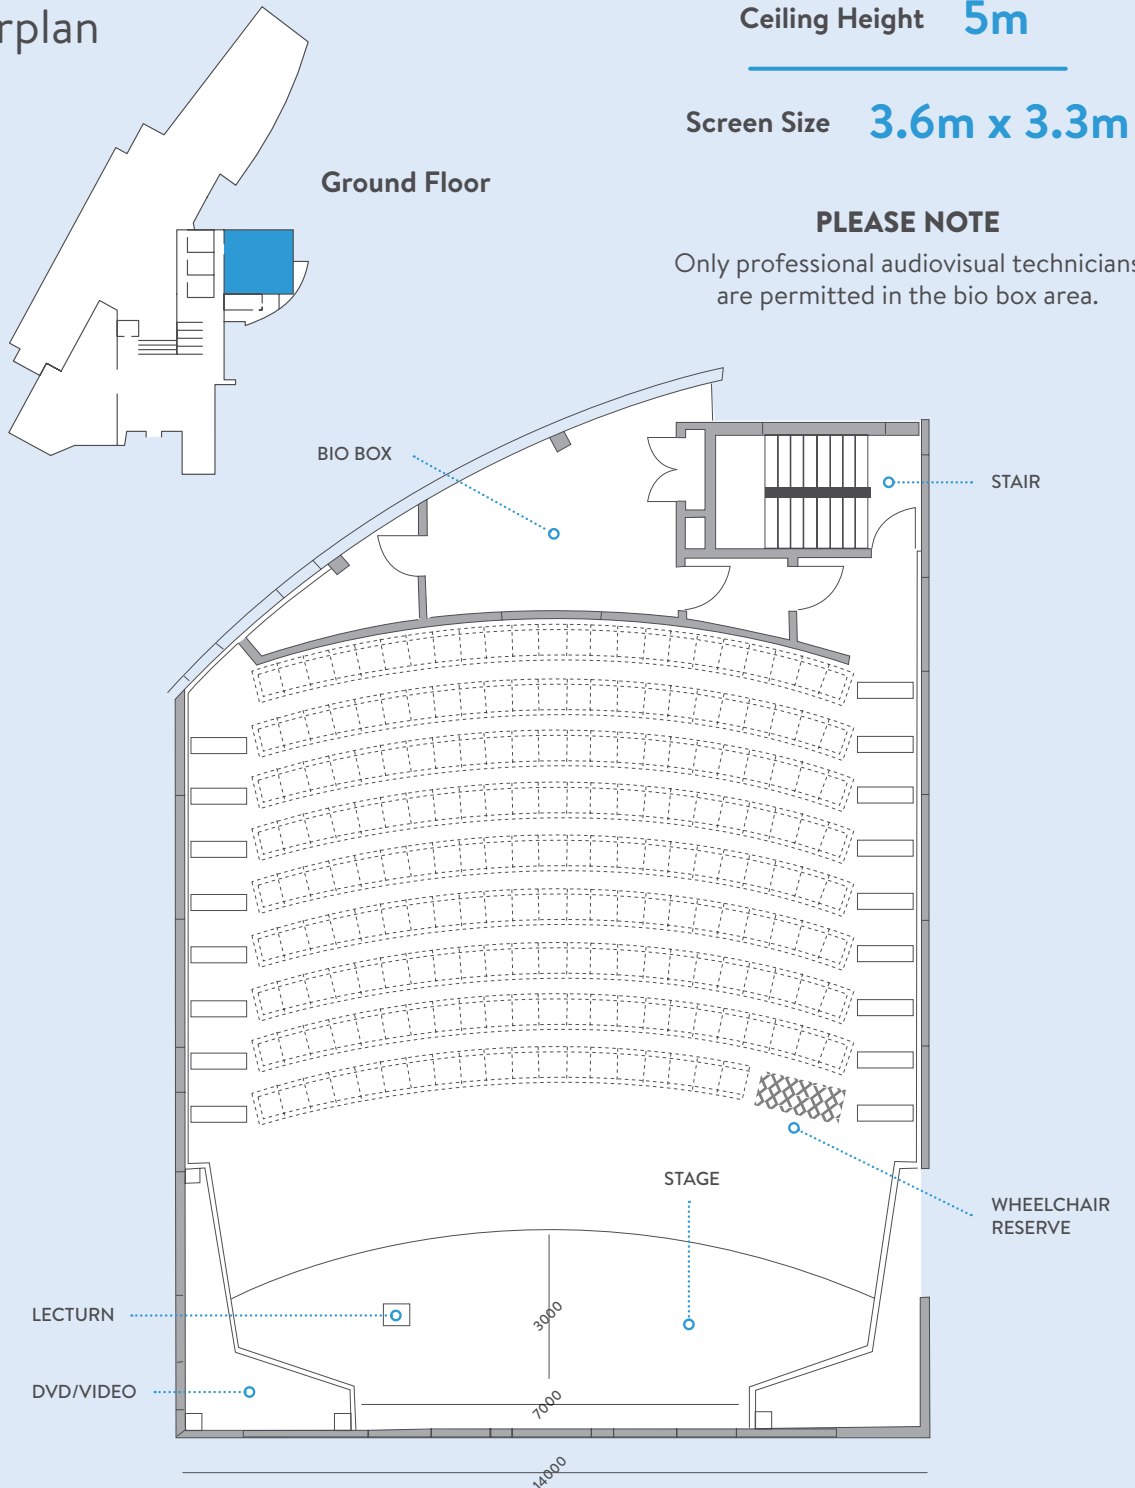 rplan
Ceiling Height 5m
Screen Size 3.6m x 3.3m
Ground Floor
PLEASE NOTE
Only professional audiovisual technicians
are permitted in the bio box area.
BIO BOX
STAIR
STAGE
WHEELCHAIR
RESERVE
LECTURN
3000
DVD/VIDEO
7000
14000